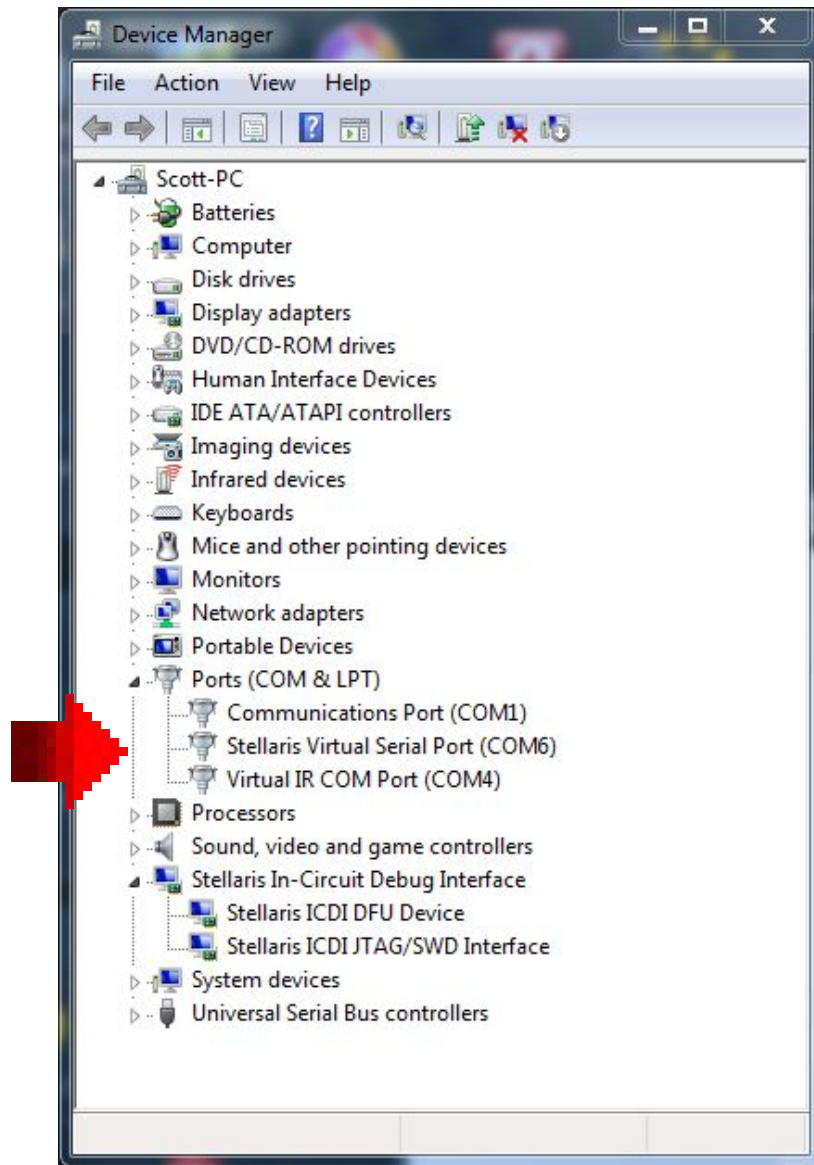 Device Manager
File Action View Help
Scott-PC
Batteries
Computer
Disk drives
Display adapters
DVD/CD-ROM drives
Human Interface Devices
IDE ATA/ATAPI controllers
Imaging devices
Infrared devices
Keyboards
Mice and other pointing devices
Monitors
Network adapters
Portable Devices
Ports (COM & LPT)
Communications Port (COM1)
Stellaris Virtual Serial Port (COM6)
Virtual IR COM Port (COM4)
Processors
Sound, video and game controllers
Stellaris In-Circuit Debug Interface
Stellaris ICDI DFU Device
Stellaris ICDI JTAG/SWD Interface
System devices
Universal Serial Bus controllers